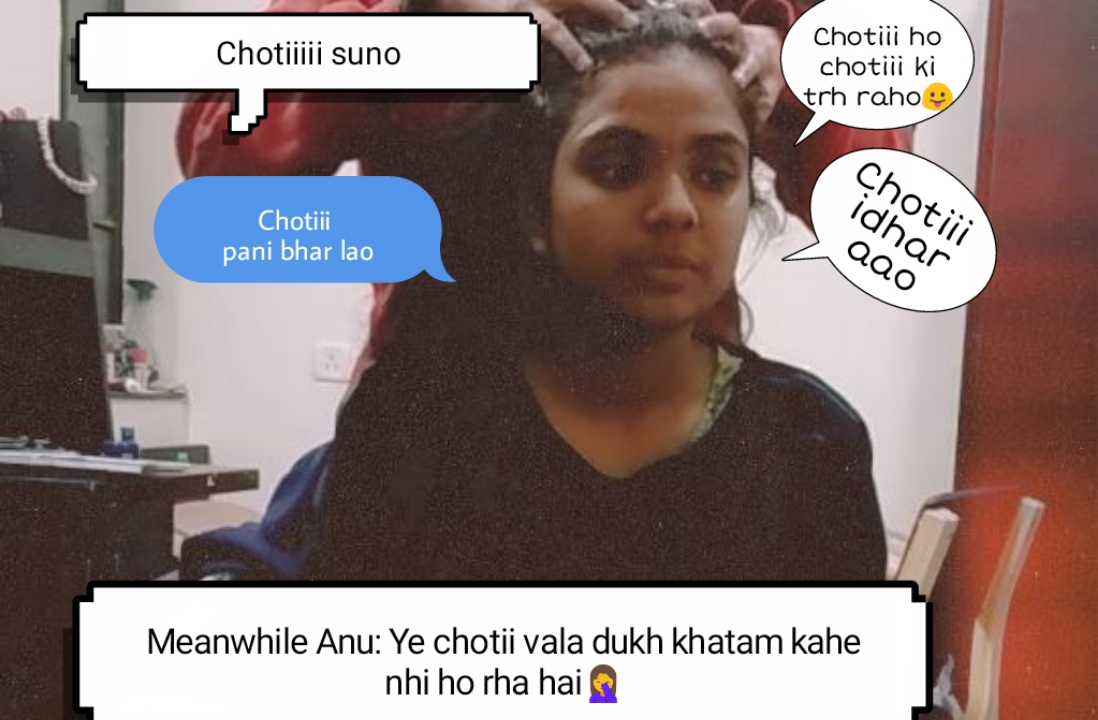 Chotiiiii suno
Chotiii ho
chotiii ki
trh raho😛
Chotiii
pani bhar lao
Chotiii
idhar
aao
Meanwhile Anu: Ye chotii vala dukh khatam kahe
nhi ho rha hai🤦‍♀️